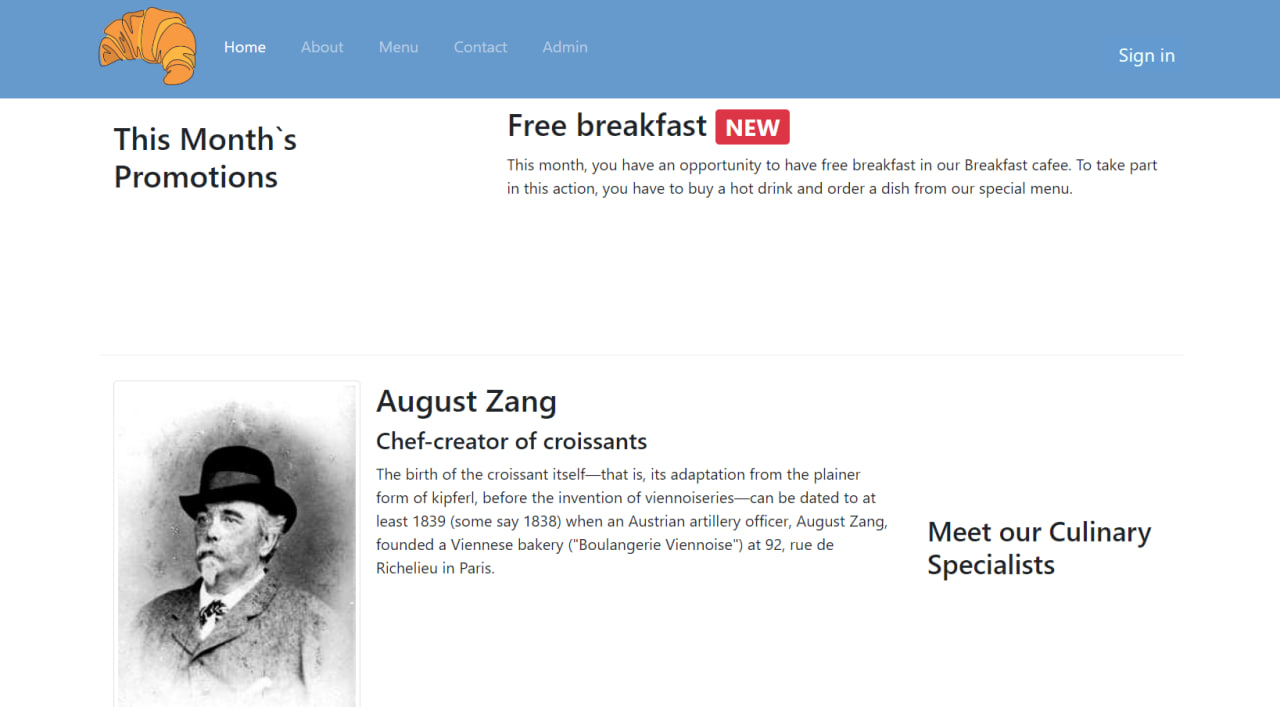 Home About Menu Contact Admin
Sign in
This Month`s
Promotions
Free breakfast NEW
This month, you have an opportunity to have free breakfast in our Breakfast cafee. To take part
in this action, you have to buy a hot drink and order a dish from our special menu.
August Zang
Chef-creator of croissants
The birth of the croissant itself—that is, its adaptation from the plainer
form of kipferl, before the invention of viennoiseries—can be dated to at
least 1839 (some say 1838) when an Austrian artillery officer, August Zang,
founded a Viennese bakery ("Boulangerie Viennoise") at 92, rue de
Richelieu in Paris.
Meet our Culinary
Specialists